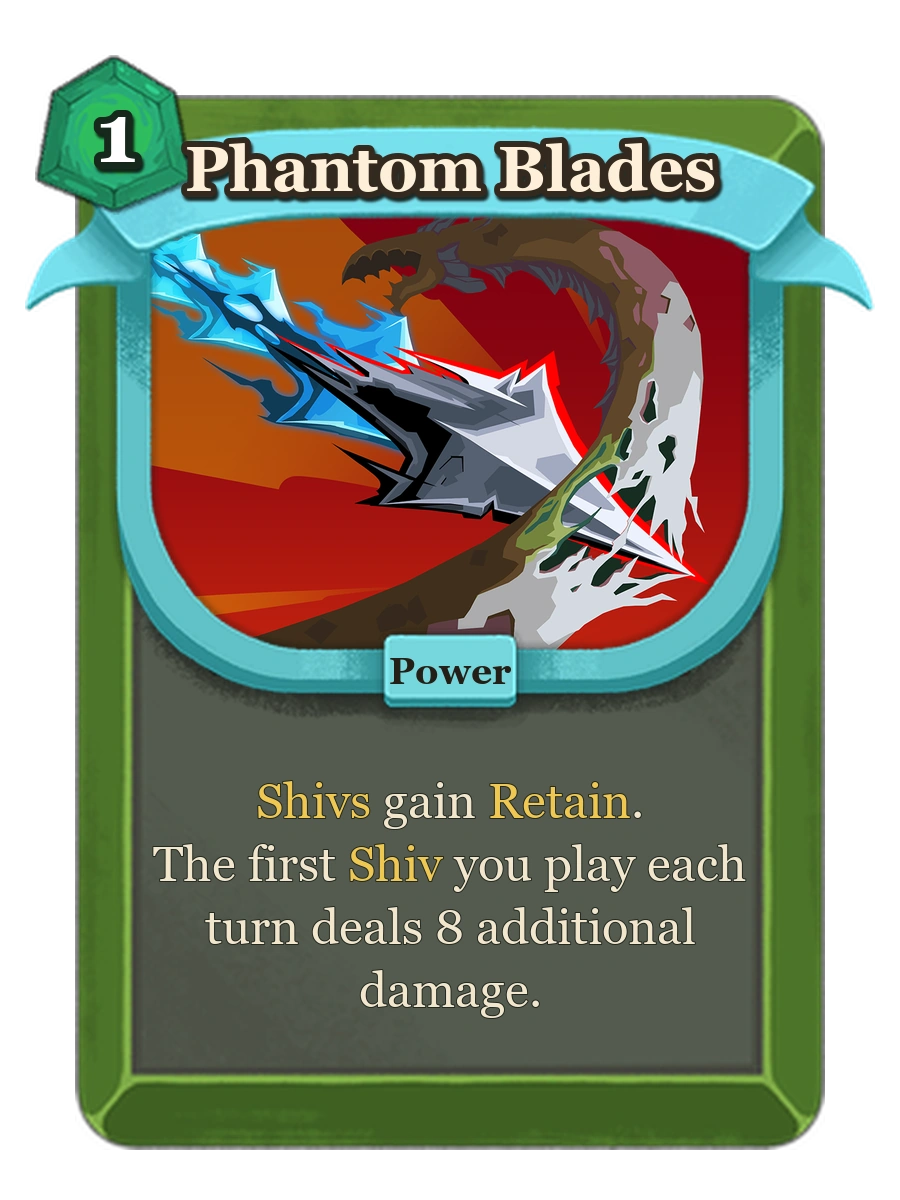 1
Phantom Blades
Power
Shivs gain Retain.
The first Shiv you play each
turn deals 8 additional
damage.